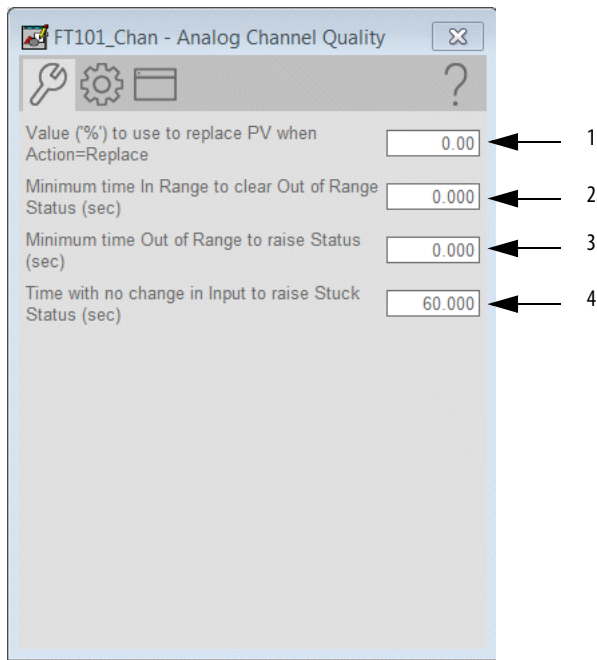 FT101_Chan - Analog Channel Quality
?
Value ('%') to use to replace PV when
Action=Replace
0.00
1
Minimum time In Range to clear Out of Range
Status (sec)
0.000
2
Minimum time Out of Range to raise Status
(sec)
0.000
3
Time with no change in Input to raise Stuck
Status (sec)
60.000
4